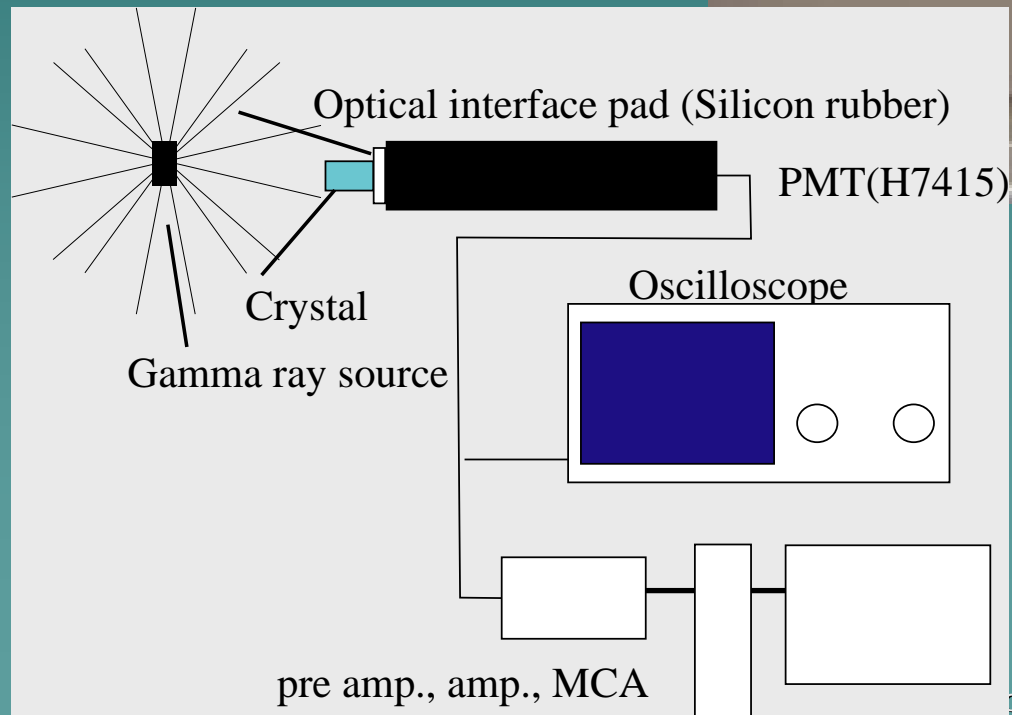 Optical interface pad (Silicon rubber)
PMT(H7415)
Crystal
Oscilloscope
Gamma ray source
pre amp., amp., MCA